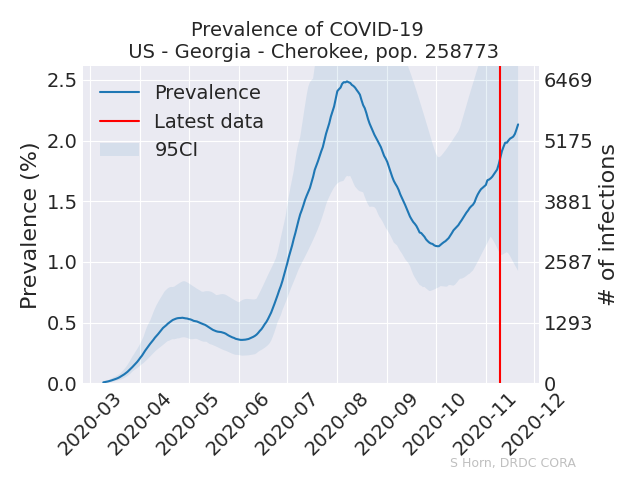 Prevalence of COVID-19
US - Georgia - Cherokee, pop. 258773
Prevalence
Latest data
95CI
Prevalence (%)
2.5
2.0
1.5
1.0
0.5
0.0
6469
5175
3881
2587
1293
0
# of infections
2020-03
2020-04
2020-05
2020-06
2020-07
2020-08
2020-09
2020-10
2020-11
2020-12
S Horn, DRDC CORA